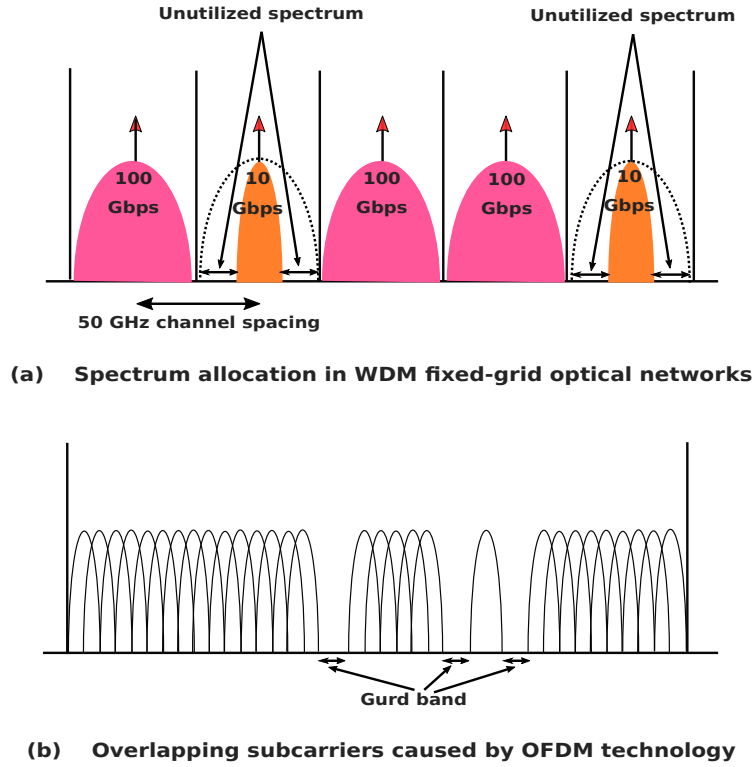 Unutilized spectrum
Unutilized spectrum
100
Gbps
10
Gbps
100
Gbps
100
Gbps
10
Gbps
50 GHz channel spacing
(a) Spectrum allocation in WDM fixed-grid optical networks
Gurd band
(b) Overlapping subcarriers caused by OFDM technology